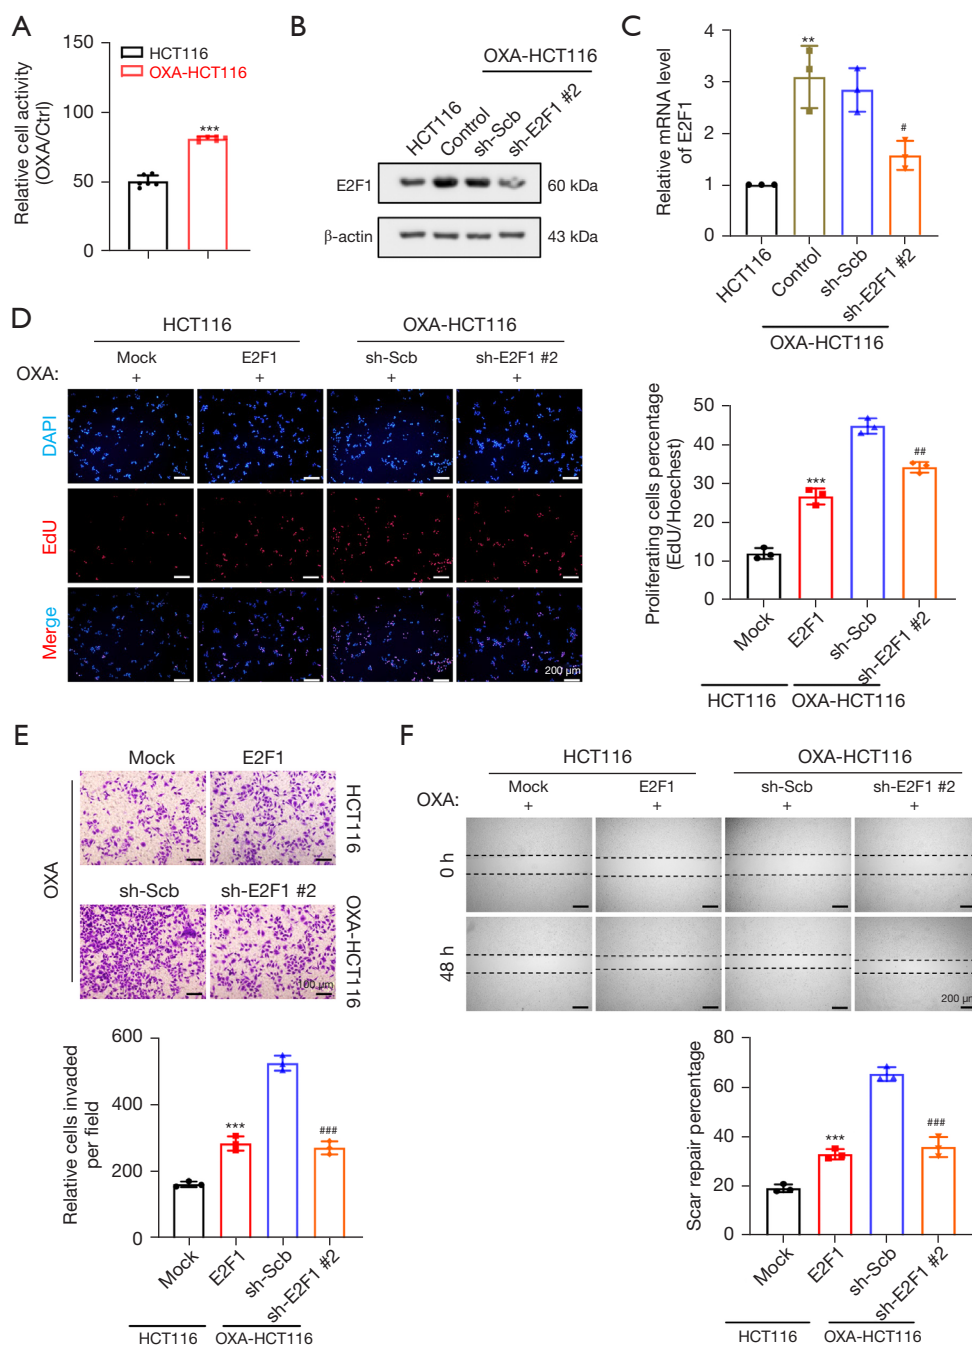 A
150
100
50
0
Relative cell activity
(OXA/Ctrl)
HCT116
OXA-HCT116
***
B
OXA-HCT116
HCT116
Control
sh-Scb
sh-E2F1 #2
E2F1
60 kDa
β-actin
43 kDa
C
4
3
2
1
0
Relative mRNA level
of E2F1
**
#
HCT116
Control
sh-Scb
sh-E2F1 #2
OXA-HCT116
D
HCT116
OXA-HCT116
Mock
E2F1
sh-Scb
sh-E2F1 #2
OXA:
+
+
+
+
DAPI
EdU
Merge
200 μm
50
40
30
20
10
0
Proliferating cells percentage
(EdU/Hoechest)
***
##
Mock
E2F1
sh-Scb
sh-E2F1 #2
HCT116
OXA-HCT116
E
Mock
E2F1
OXA
HCT116
sh-Scb
sh-E2F1 #2
OXA-HCT116
100 μm
600
400
200
0
Relative cells invaded
per field
***
###
Mock
E2F1
sh-Scb
sh-E2F1 #2
HCT116
OXA-HCT116
F
HCT116
OXA-HCT116
Mock
E2F1
sh-Scb
sh-E2F1 #2
OXA:
+
+
+
+
0 h
48 h
200 μm
80
60
40
20
0
Scar repair percentage
***
###
Mock
E2F1
sh-Scb
sh-E2F1 #2
HCT116
OXA-HCT116